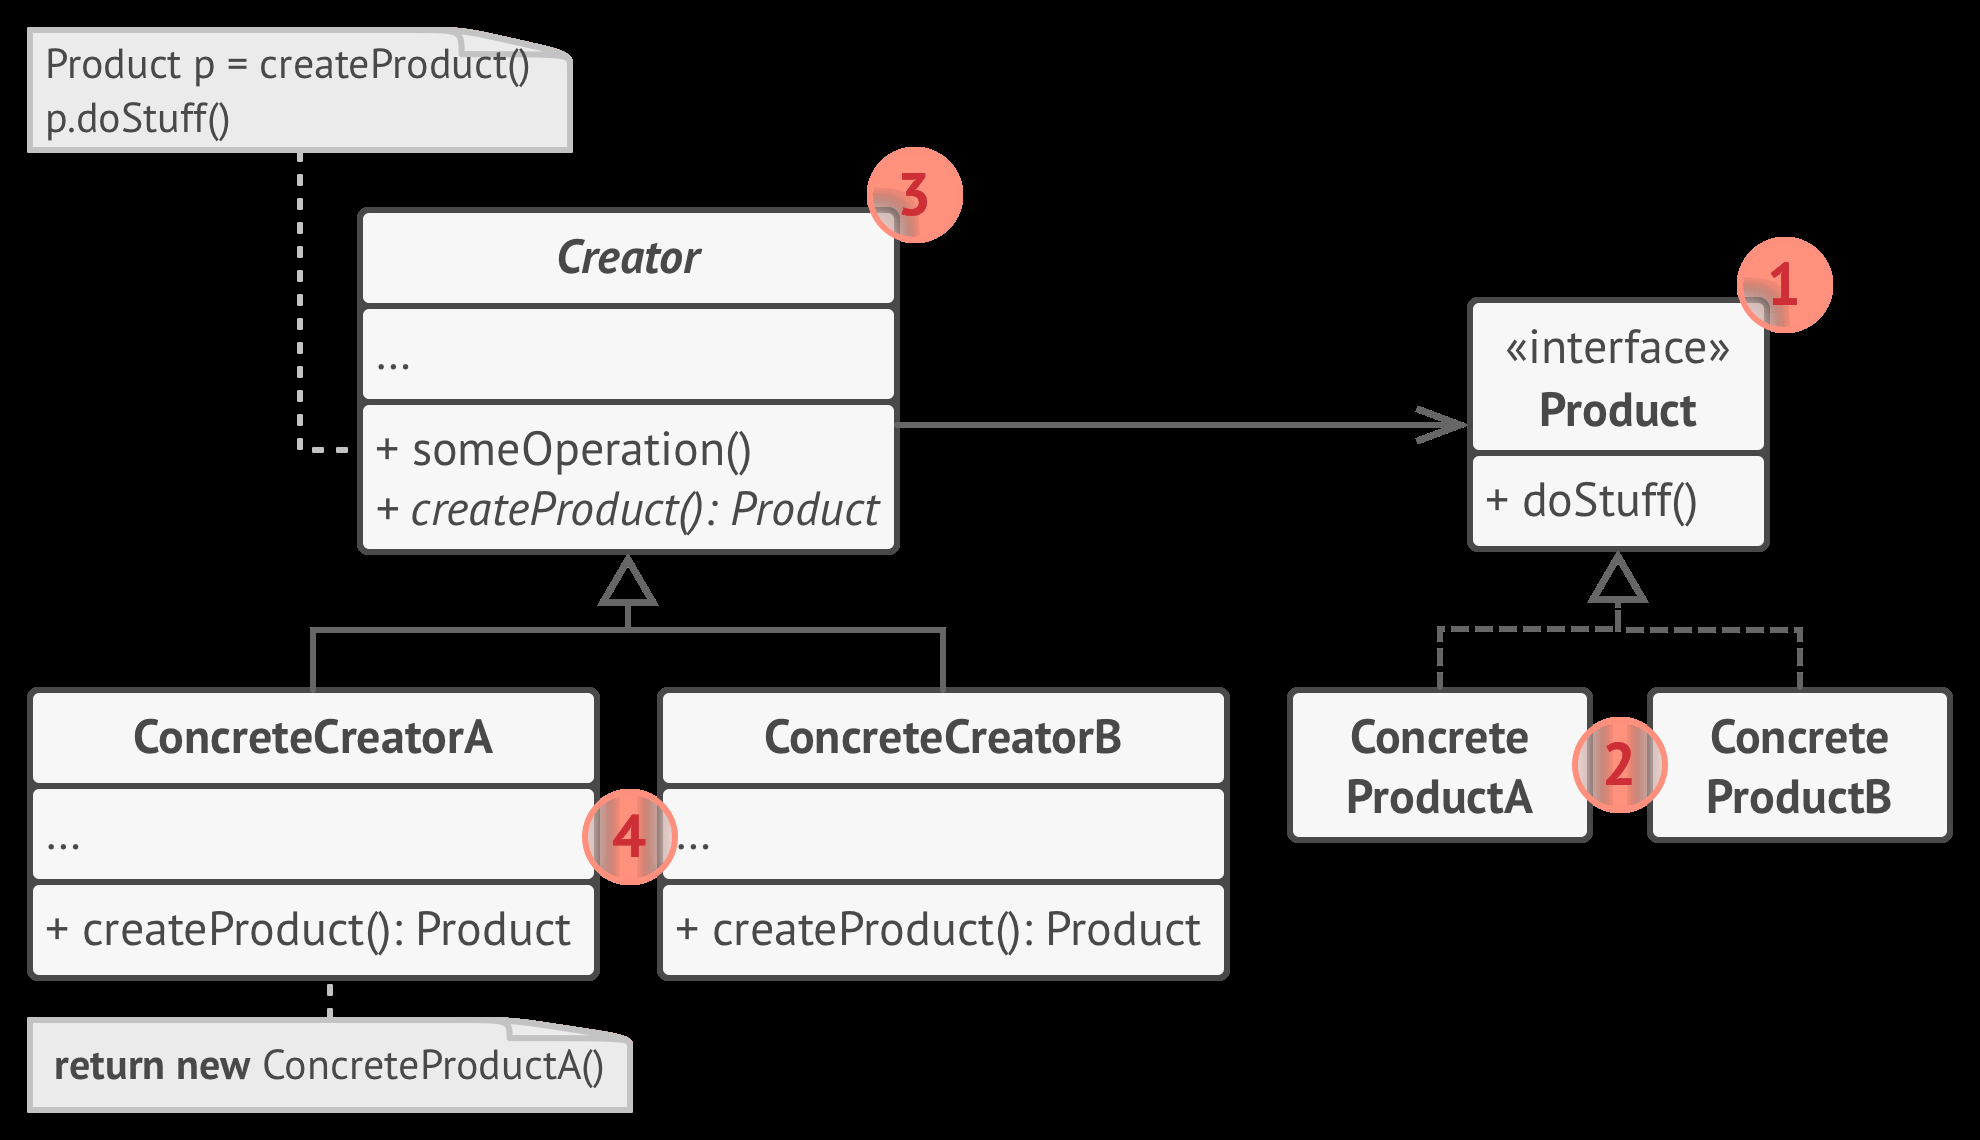 Product p = createProduct()
p.doStuff()
3
Creator
...
+ someOperation()
+ createProduct(): Product
1
«interface»
Product
+ doStuff()
ConcreteCreatorA
...
+ createProduct(): Product
4
ConcreteCreatorB
...
+ createProduct(): Product
Concrete
ProductA
2
Concrete
ProductB
return new ConcreteProductA()